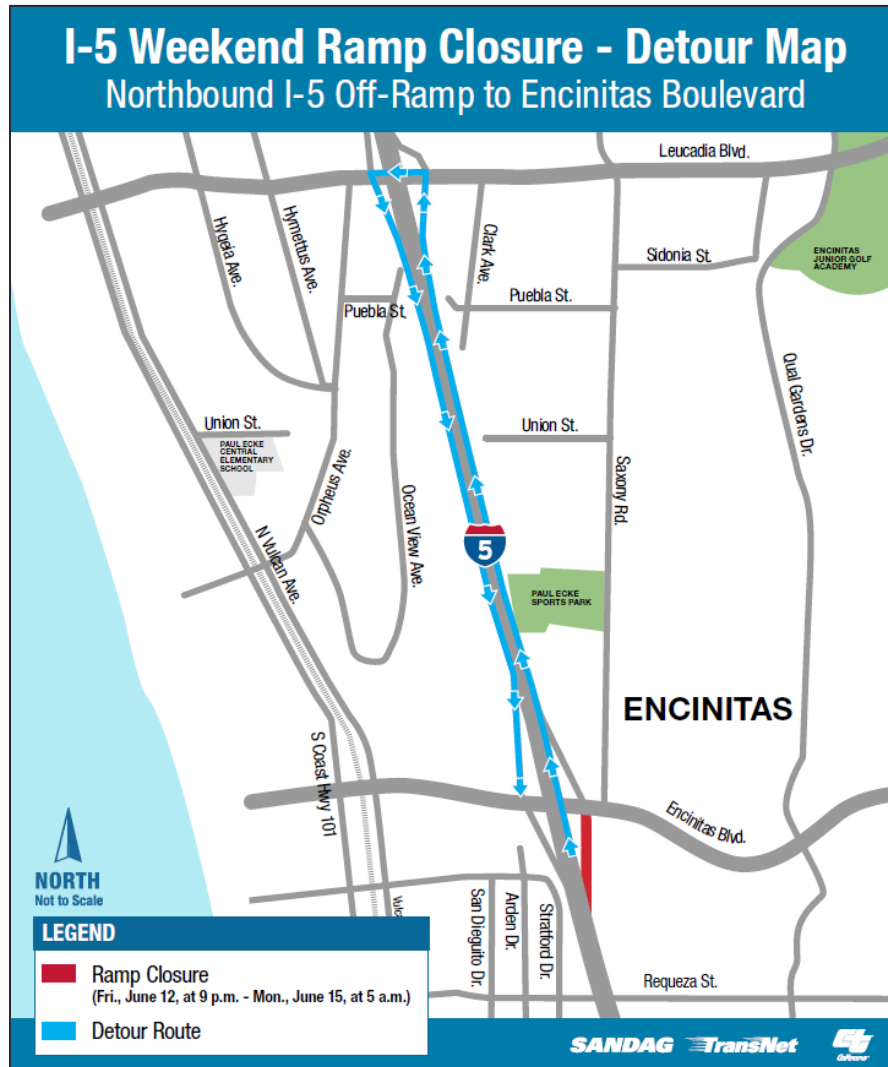 I-5 Weekend Ramp Closure - Detour Map
Northbound I-5 Off-Ramp to Encinitas Boulevard
Leucadia Blvd.
Hygeia Ave.
Hymettus Ave.
Clark Ave.
Sidonia St.
ENCINITAS
JUNIOR GOLF
ACADEMY
Puebla St.
Puebla St.
Qual Gardens Dr.
Union St.
Union St.
PAUL ECKE
CENTRAL
ELEMENTARY
SCHOOL
Orpheus Ave.
Ocean View Ave.
Saxony Rd.
N Vulcan Ave.
5
PAUL ECKE
SPORTS PARK
ENCINITAS
S Coast Hwy 101
Encinitas Blvd.
NORTH
Not to Scale
San Dieguito Dr.
Arden Dr.
Stratford Dr.
Requeza St.
LEGEND
Ramp Closure
(Fri., June 12, at 9 p.m. - Mon., June 15, at 5 a.m.)
Detour Route
SANDAG TransNet Caltrans